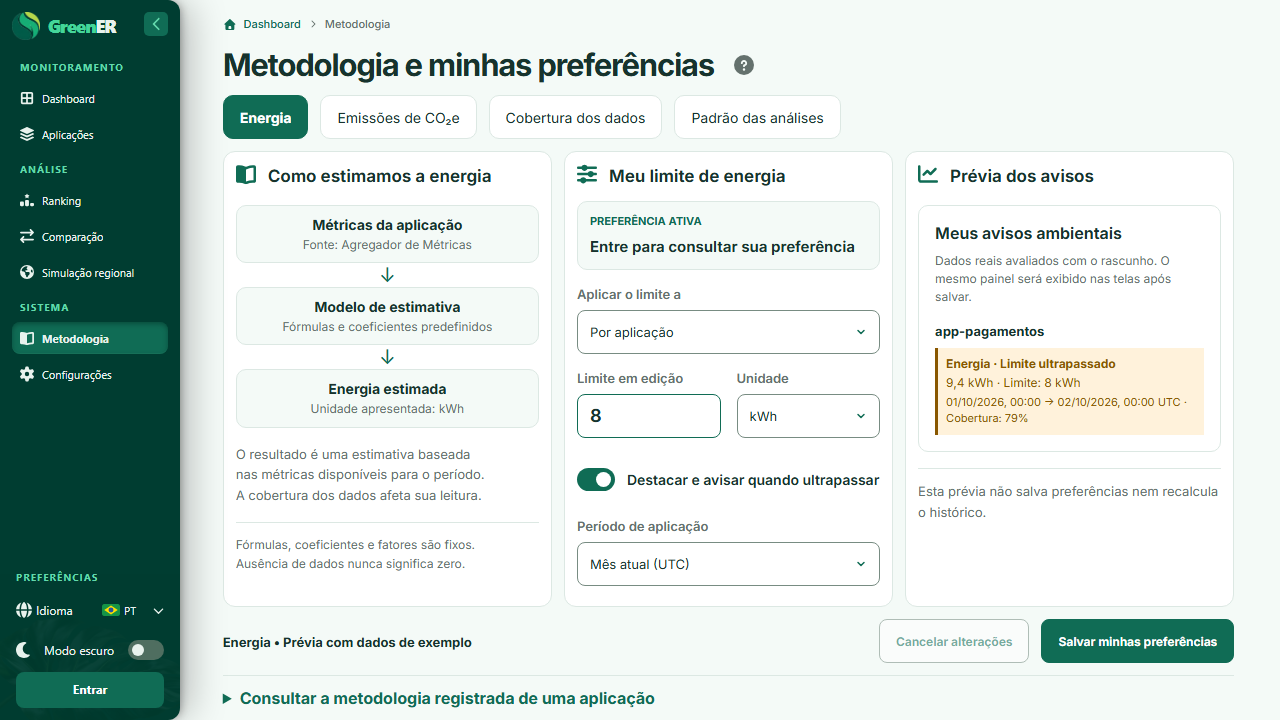 GreenER
MONITORAMENTO
Dashboard
Aplicações
ANÁLISE
Ranking
Comparação
Simulação regional
SISTEMA
Metodologia
Configurações
PREFERÊNCIAS
Idioma
PT
Modo escuro
Entrar
Dashboard > Metodologia
Metodologia e minhas preferências ?
Energia
Emissões de CO₂e
Cobertura dos dados
Padrão das análises
Como estimamos a energia
Métricas da aplicação
Fonte: Agregador de Métricas
↓
Modelo de estimativa
Fórmulas e coeficientes predefinidos
↓
Energia estimada
Unidade apresentada: kWh
O resultado é uma estimativa baseada
nas métricas disponíveis para o período.
A cobertura dos dados afeta sua leitura.
Fórmulas, coeficientes e fatores são fixos.
Ausência de dados nunca significa zero.
Meu limite de energia
PREFERÊNCIA ATIVA
Entre para consultar sua preferência
Aplicar o limite a
Por aplicação
Limite em edição
8
Unidade
kWh
Destacar e avisar quando ultrapassar
Período de aplicação
Mês atual (UTC)
Prévia dos avisos
Meus avisos ambientais
Dados reais avaliados com o rascunho. O
mesmo painel será exibido nas telas após
salvar.
app-pagamentos
Energia · Limite ultrapassado
9,4 kWh · Limite: 8 kWh
01/10/2026, 00:00 → 02/10/2026, 00:00 UTC ·
Cobertura: 79%
Esta prévia não salva preferências nem recalcula
o histórico.
Energia • Prévia com dados de exemplo
Cancelar alterações
Salvar minhas preferências
Consultar a metodologia registrada de uma aplicação